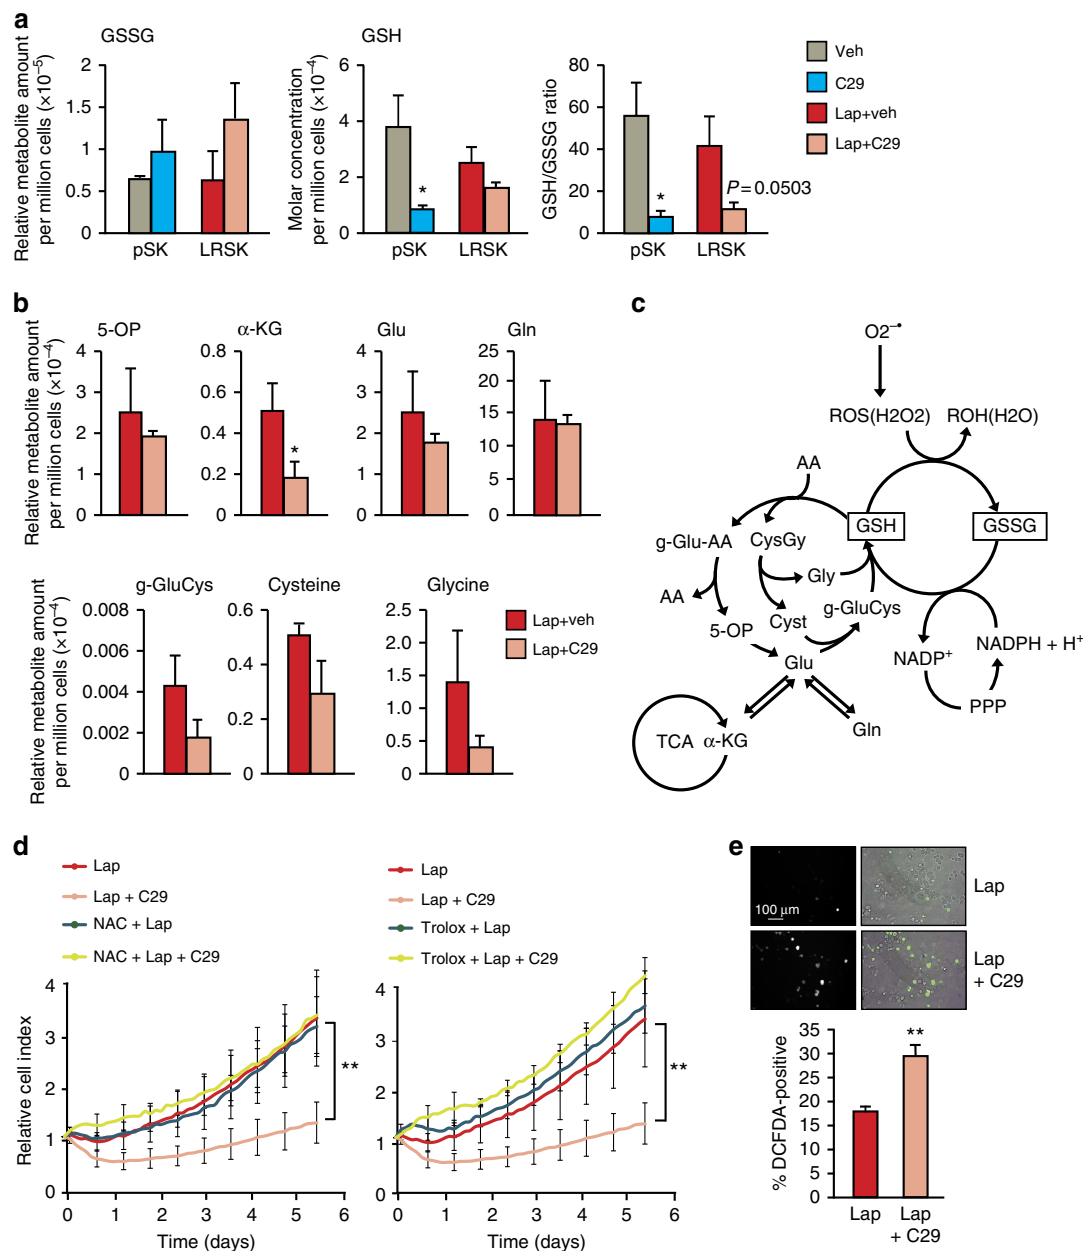 a
GSSG
Relative metabolite amount
per million cells (×10⁻⁵)
2
1.5
1
0.5
0
pSK
LRSK
GSH
Molar concentration
per million cells (×10⁻⁴)
6
4
2
0
*
pSK
LRSK
GSH/GSSG ratio
80
60
40
20
0
*
P=0.0503
pSK
LRSK
Veh
C29
Lap+veh
Lap+C29
b
Relative metabolite amount
per million cells (×10⁻⁴)
5-OP
4
3
2
1
0
α-KG
0.8
0.6
0.4
0.2
0
*
Glu
4
3
2
1
0
Gln
25
20
15
10
5
0
Relative metabolite amount
per million cells (×10⁻⁴)
g-GluCys
0.008
0.006
0.004
0.002
0
Cysteine
0.6
0.4
0.2
0
Glycine
2.5
2.0
1.5
1.0
0.5
0
Lap+veh
Lap+C29
c
O2⁻•
ROS(H2O2)
ROH(H2O)
AA
GSH
GSSG
g-Glu-AA
CysGy
Gly
AA
g-GluCys
5-OP
Cyst
Glu
NADP⁺
NADPH + H⁺
PPP
TCA
α-KG
Gln
d
Lap
Lap + C29
NAC + Lap
NAC + Lap + C29
Relative cell index
4
3
2
1
0
**
0 1 2 3 4 5 6
Time (days)
Lap
Lap + C29
Trolox + Lap
Trolox + Lap + C29
4
3
2
1
0
**
0 1 2 3 4 5 6
Time (days)
e
100 µm
Lap
Lap
+ C29
% DCFDA-positive
35
30
25
20
15
10
5
0
**
Lap
Lap
+ C29